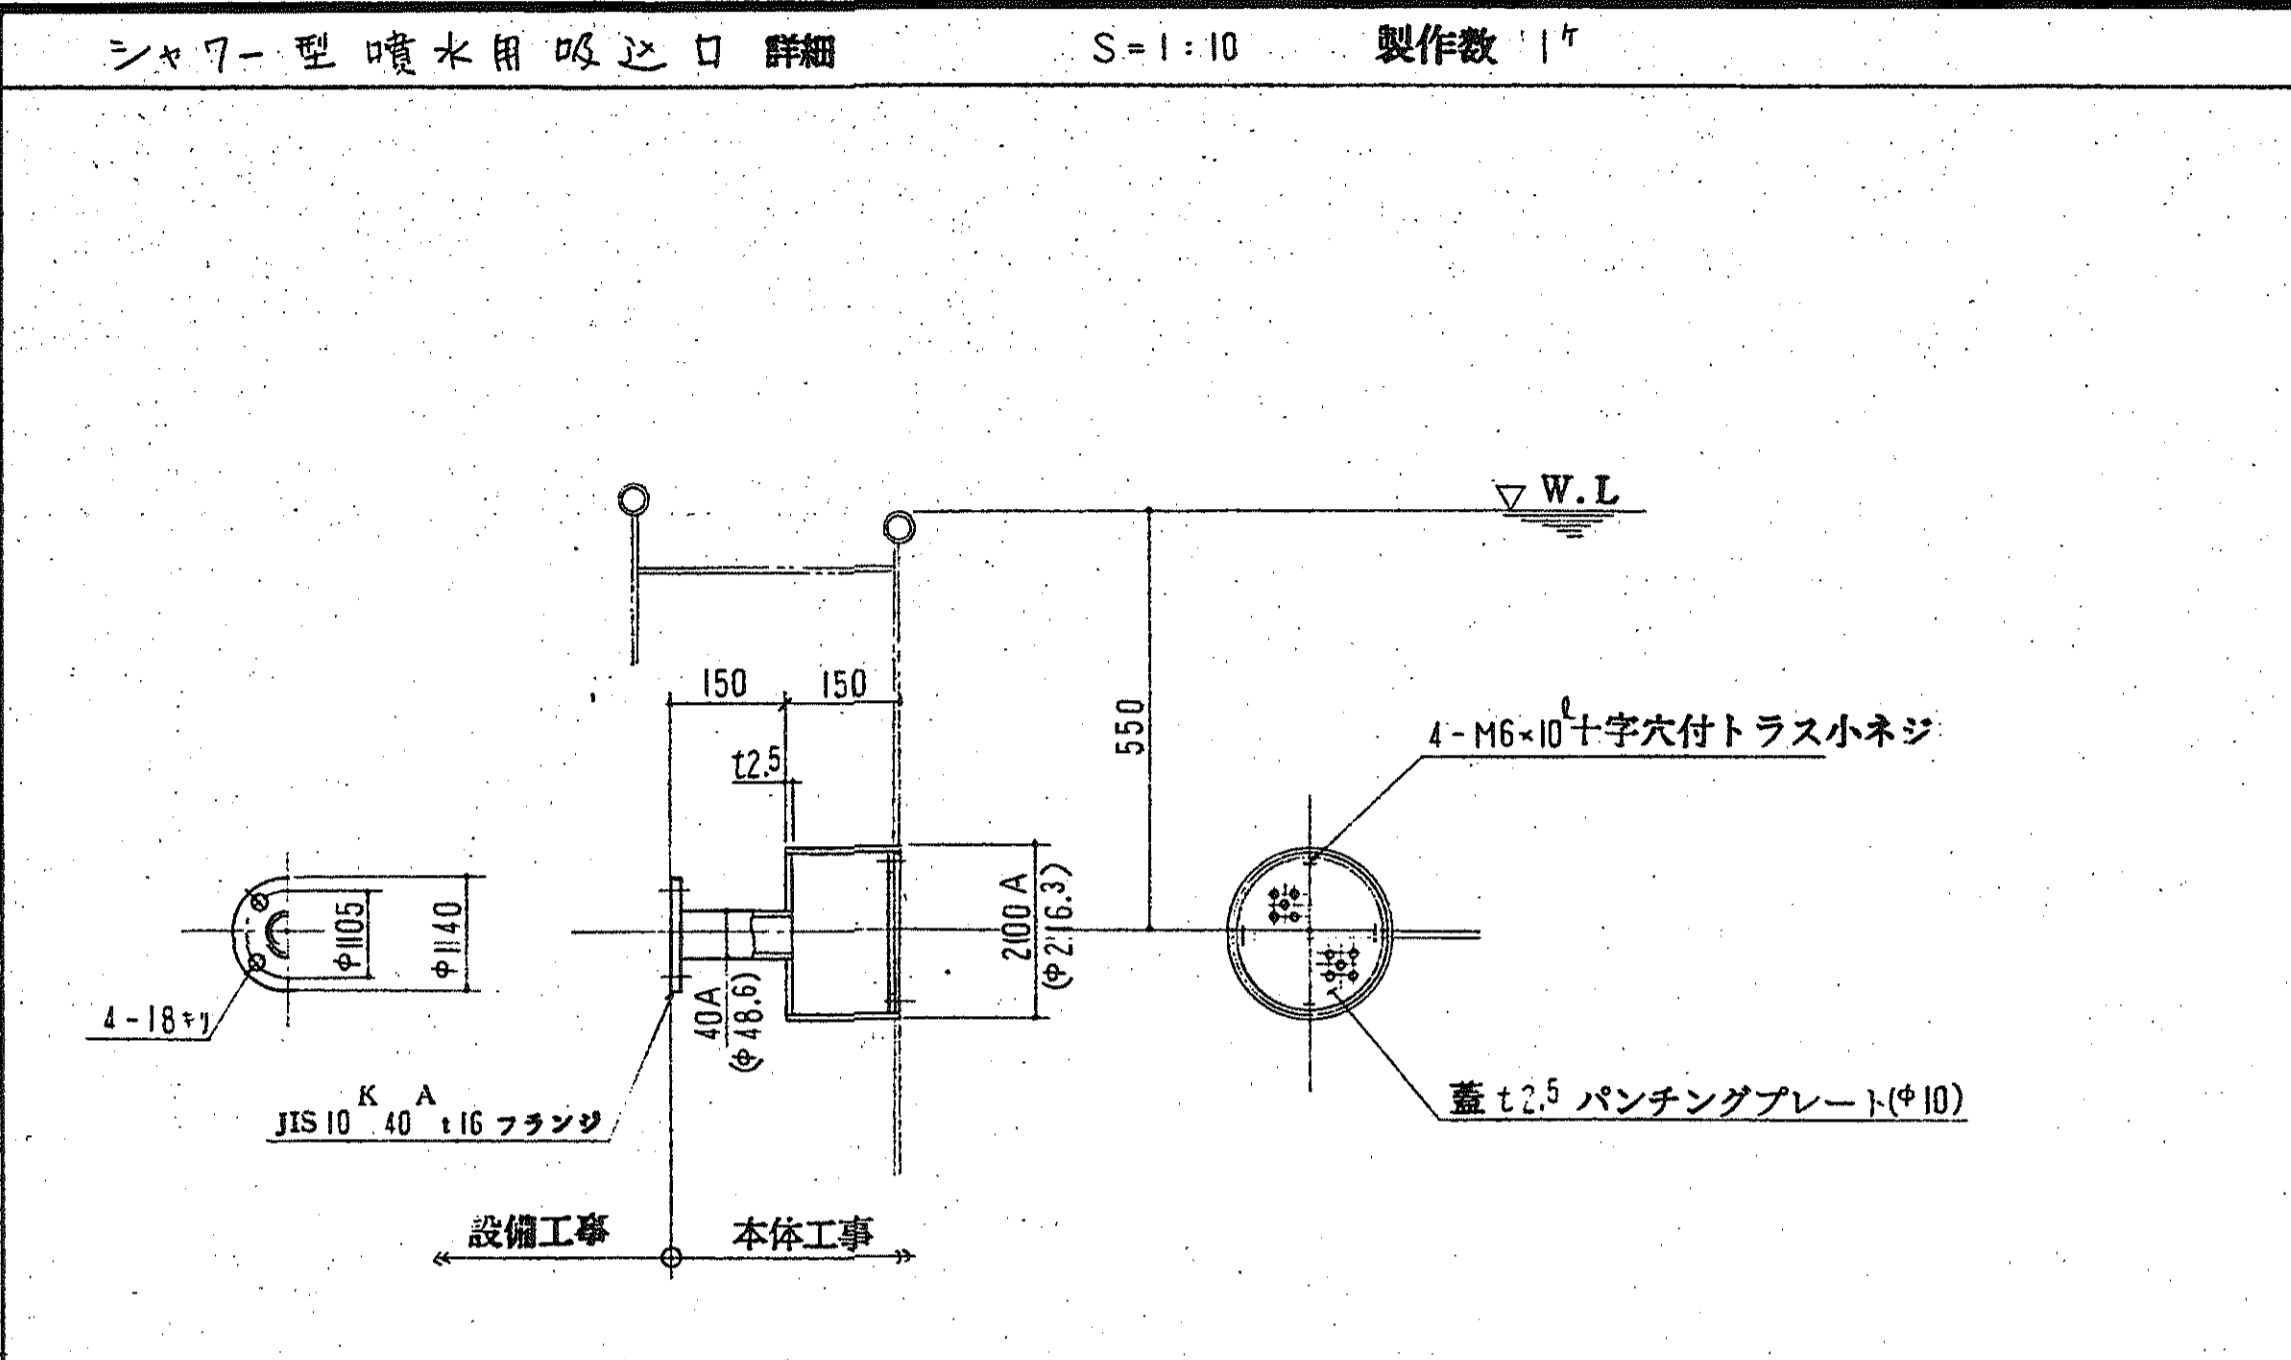 シャワー型噴水用吸込口 詳細 S=1:10 製作数 1ケ
W.L
150 150
t2.5
550
4-M6×10ℓ十字穴付トラス小ネジ
φ105
φ140
200A
(φ216.3)
40A
(φ48.6)
4-18キリ
JIS10K 40A t16 フランジ
蓋 t2.5 パンチングプレート(φ10)
設備工事 本体工事